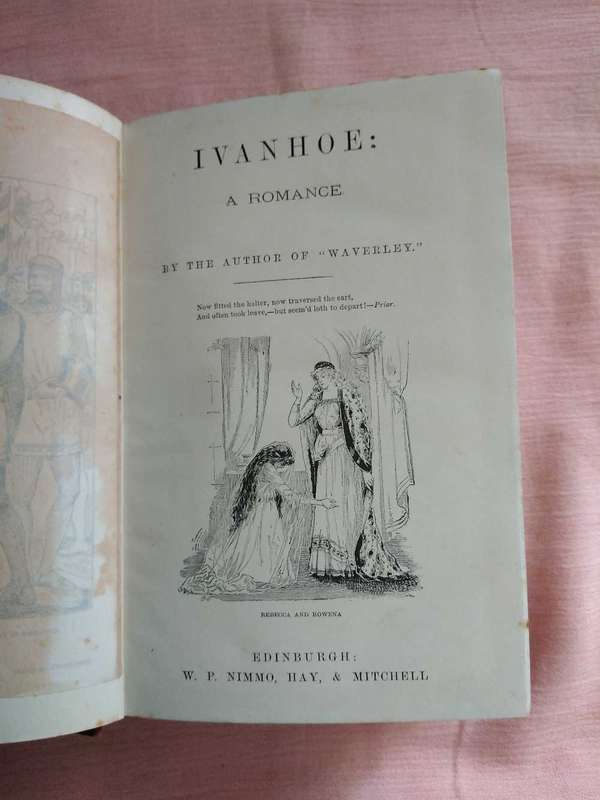 IVANHOE:
A ROMANCE
BY THE AUTHOR OF "WAVERLEY."
Now fitted the halter, now traversed the cart,
And often took leave,—but seem'd loth to depart!—Prior.
REBECCA AND ROWENA
EDINBURGH:
W. P. NIMMO, HAY, & MITCHELL